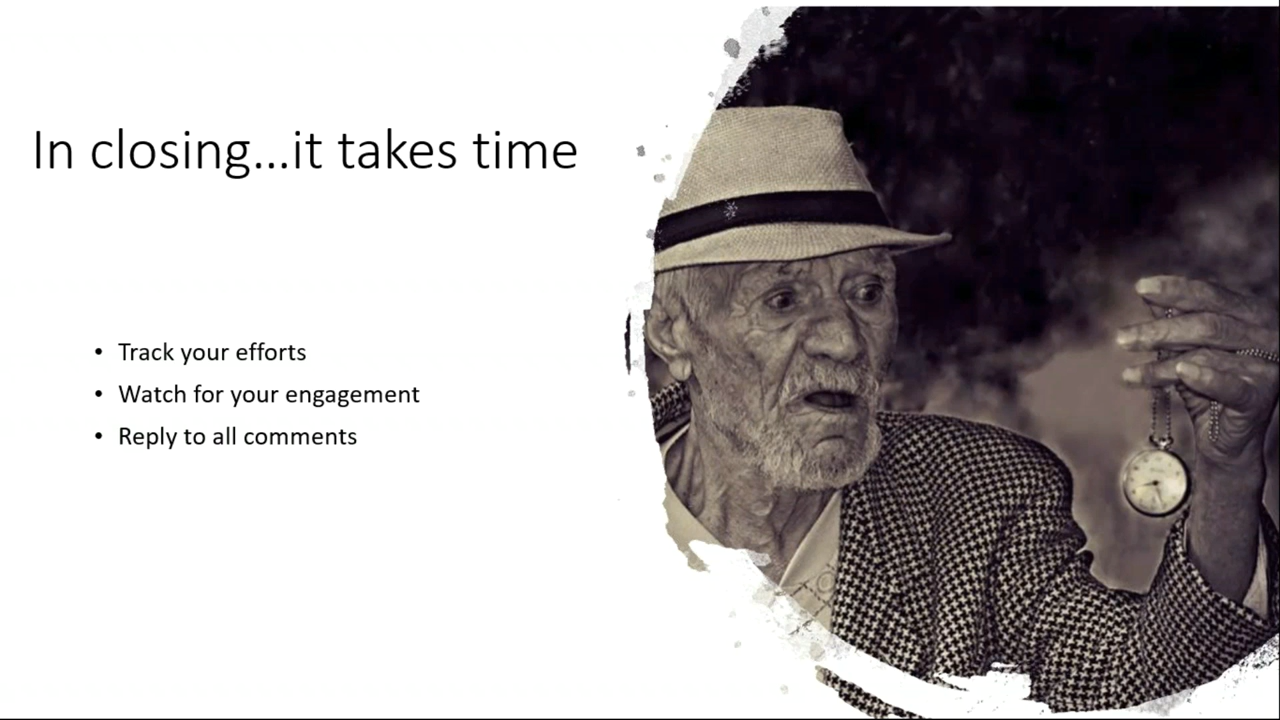 In closing...it takes time
• Track your efforts
• Watch for your engagement
• Reply to all comments